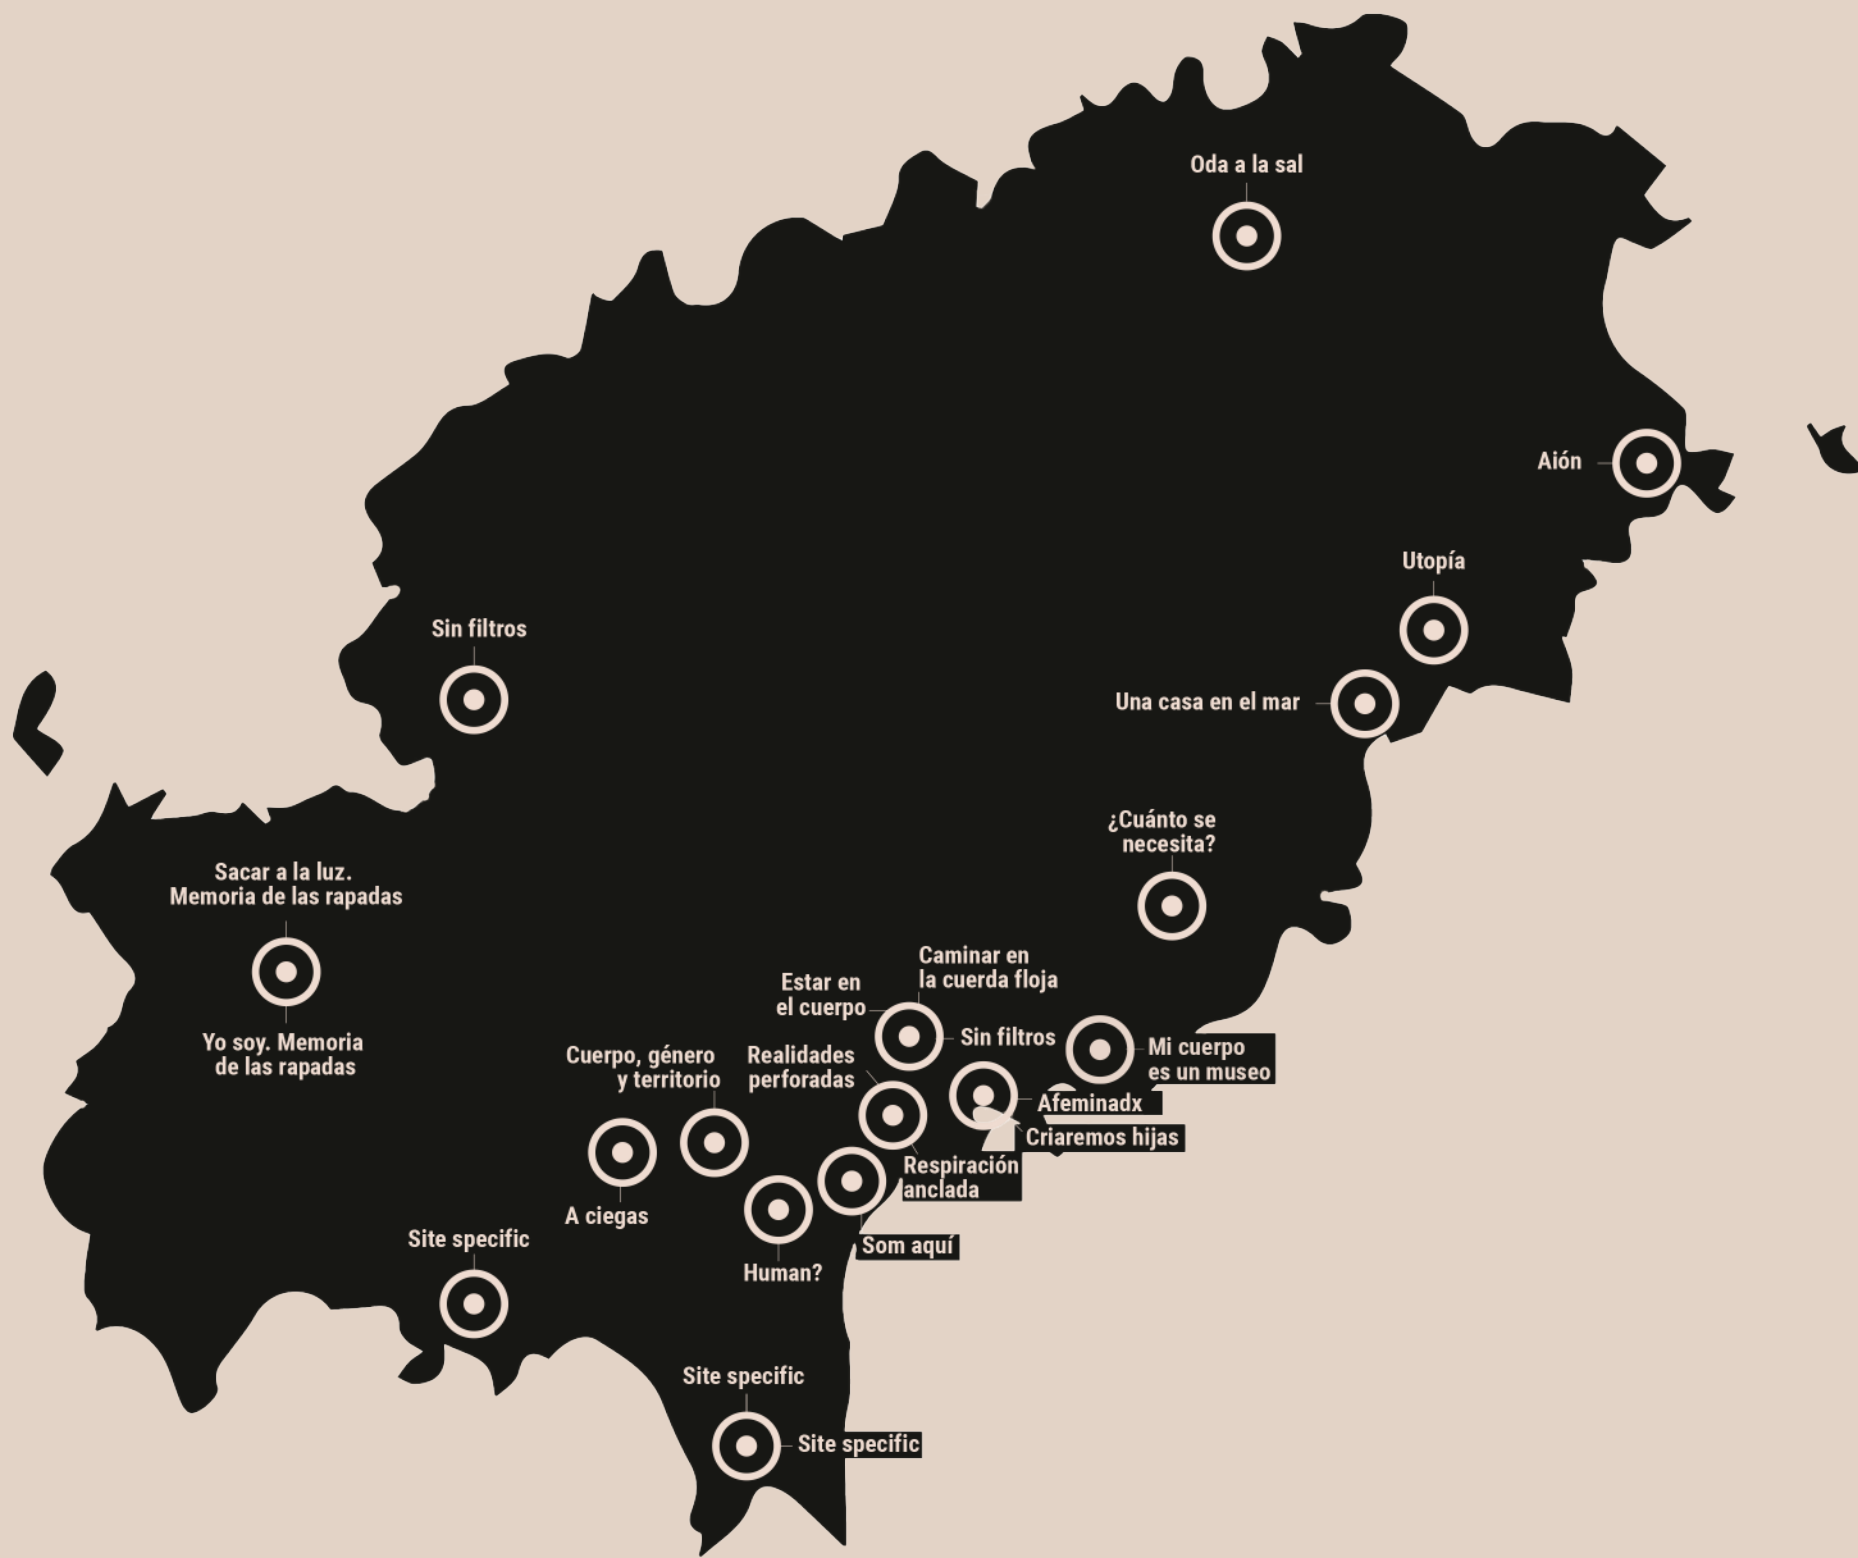 Oda a la sal
Aión
Utopía
Sin filtros
Una casa en el mar
¿Cuánto se
necesita?
Sacar a la luz.
Memoria de las rapadas
Yo soy. Memoria
de las rapadas
Caminar en
la cuerda floja
Estar en
el cuerpo
Sin filtros
Mi cuerpo
es un museo
Cuerpo, género
y territorio
Realidades
perforadas
Afeminadx
Criaremos hijas
Respiración
anclada
A ciegas
Site specific
Som aquí
Human?
Site specific
Site specific